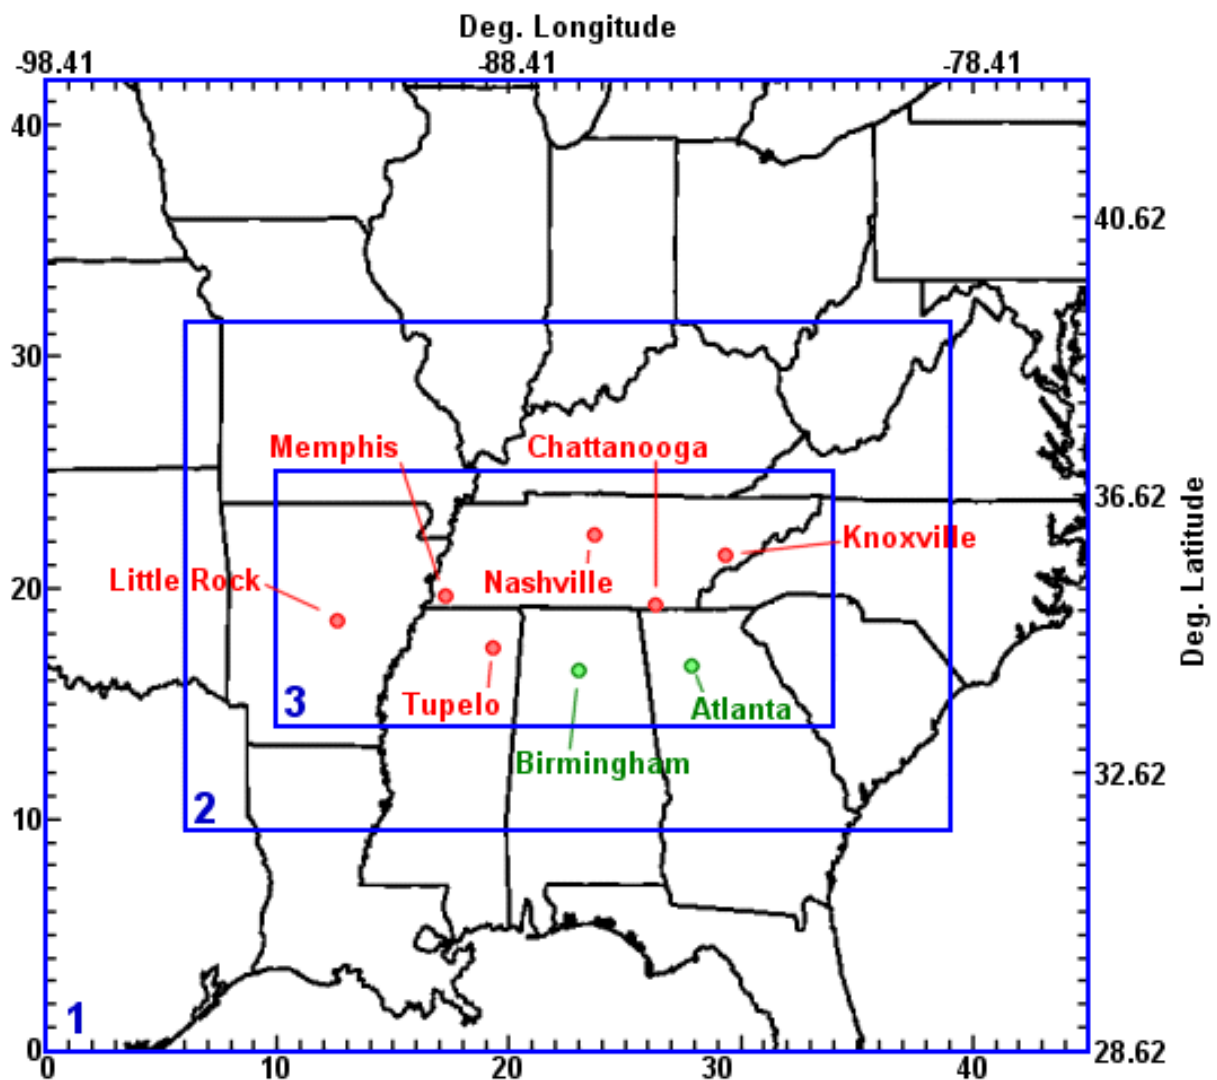 Deg. Longitude
-98.41 -88.41 -78.41
40
40.62
30
Memphis Chattanooga
36.62
Knoxville
Little Rock Nashville
20
Deg. Latitude
3 Tupelo Atlanta
Birmingham
32.62
2
10
1
0 28.62
0 10 20 30 40